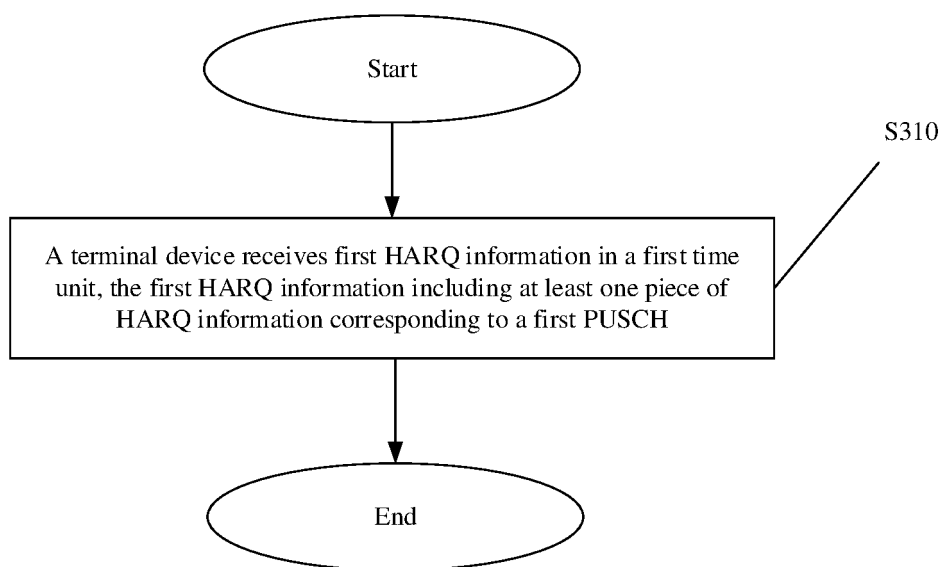 Start
S310
A terminal device receives first HARQ information in a first time
unit, the first HARQ information including at least one piece of
HARQ information corresponding to a first PUSCH
End